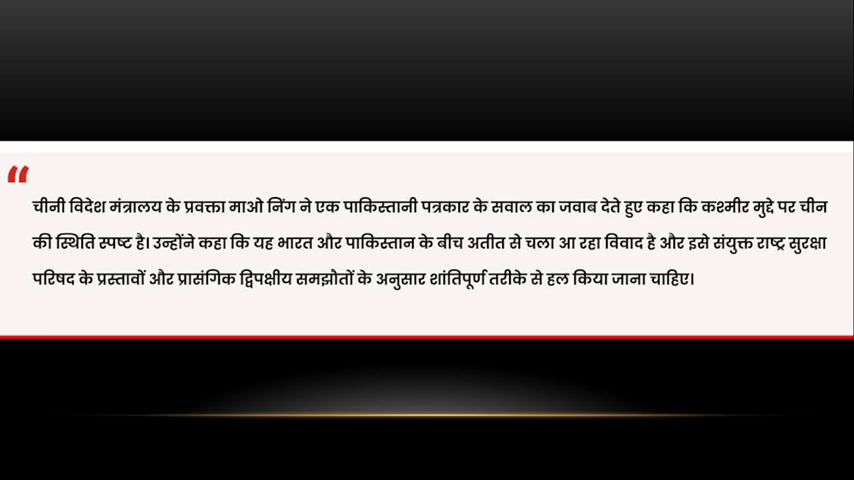 “
चीनी विदेश मंत्रालय के प्रवक्ता माओ निंग ने एक पाकिस्तानी पत्रकार के सवाल का जवाब देते हुए कहा कि कश्मीर मुद्दे पर चीन
की स्थिति स्पष्ट है। उन्होंने कहा कि यह भारत और पाकिस्तान के बीच अतीत से चला आ रहा विवाद है और इसे संयुक्त राष्ट्र सुरक्षा
परिषद के प्रस्तावों और प्रासंगिक द्विपक्षीय समझौतों के अनुसार शांतिपूर्ण तरीके से हल किया जाना चाहिए।